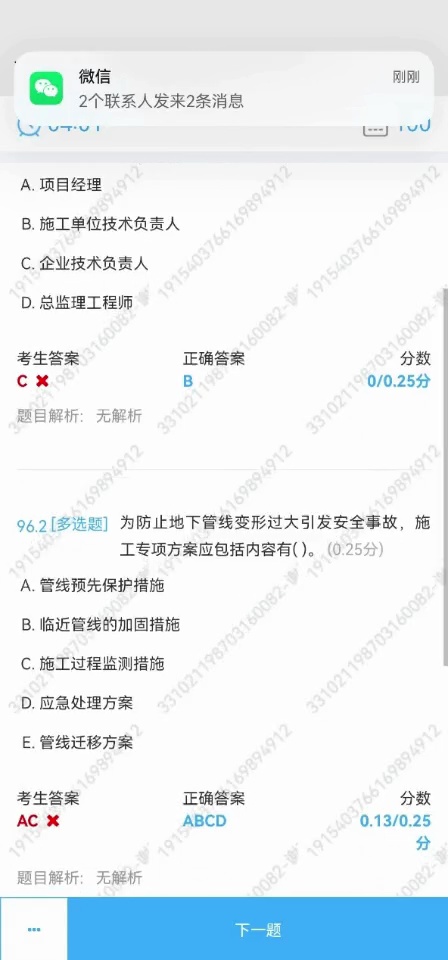 微信
刚刚
2个联系人发来2条消息
A. 项目经理
B. 施工单位技术负责人
C. 企业技术负责人
D. 总监理工程师
考生答案
正确答案
分数
C
B
0/0.25分
题目解析: 无解析
96.2 [多选题] 为防止地下管线变形过大引发安全事故，施
工专项方案应包括内容有( )。 (0.25分)
A. 管线预先保护措施
B. 临近管线的加固措施
C. 施工过程监测措施
D. 应急处理方案
E. 管线迁移方案
考生答案
正确答案
分数
AC
ABCD
0.13/0.25
分
题目解析: 无解析
下一题